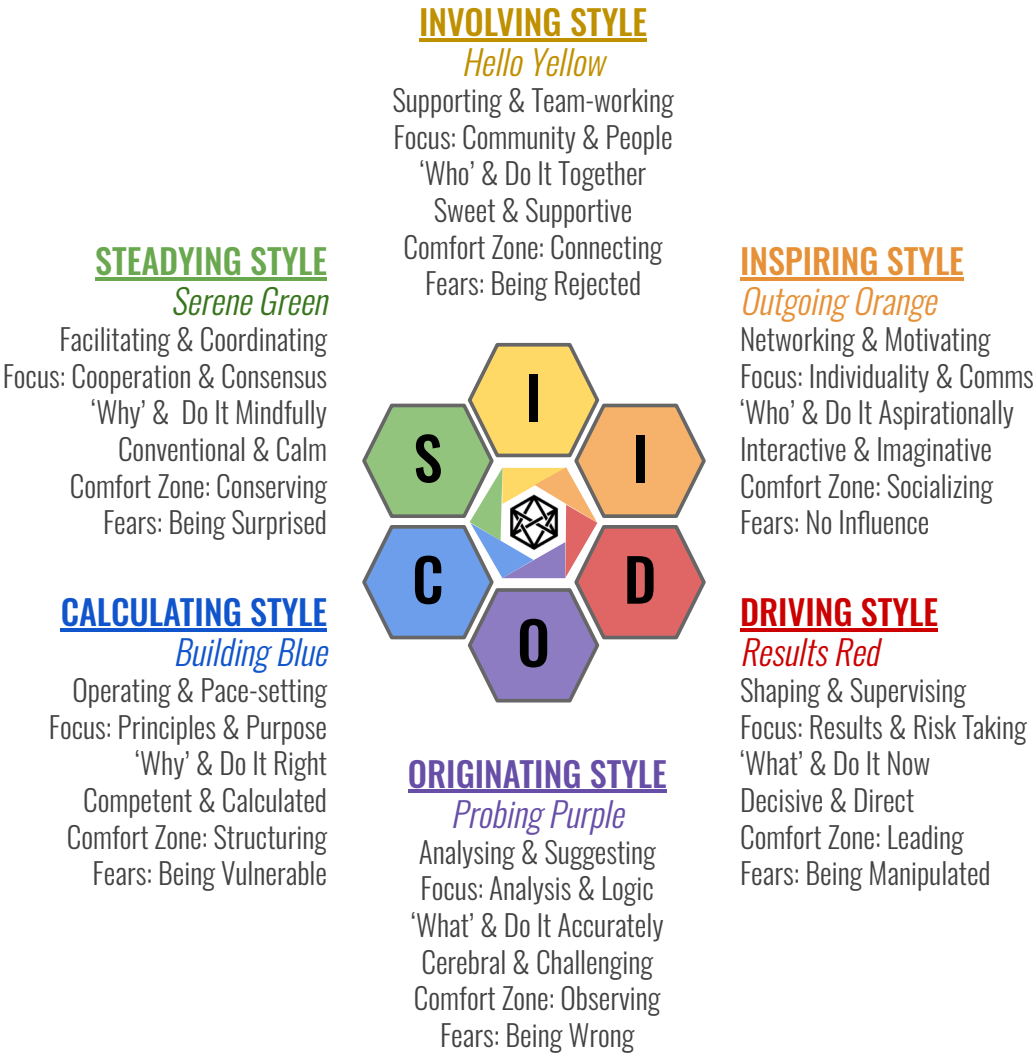 INVOLVING STYLE
Hello Yellow
Supporting & Team-working
Focus: Community & People
‘Who’ & Do It Together
Sweet & Supportive
Comfort Zone: Connecting
Fears: Being Rejected
STEADYING STYLE
Serene Green
Facilitating & Coordinating
Focus: Cooperation & Consensus
‘Why’ & Do It Mindfully
Conventional & Calm
Comfort Zone: Conserving
Fears: Being Surprised
INSPIRING STYLE
Outgoing Orange
Networking & Motivating
Focus: Individuality & Comms
‘Who’ & Do It Aspirationally
Interactive & Imaginative
Comfort Zone: Socializing
Fears: No Influence
I
S
I
C
D
O
CALCULATING STYLE
Building Blue
Operating & Pace-setting
Focus: Principles & Purpose
‘Why’ & Do It Right
Competent & Calculated
Comfort Zone: Structuring
Fears: Being Vulnerable
DRIVING STYLE
Results Red
Shaping & Supervising
Focus: Results & Risk Taking
‘What’ & Do It Now
Decisive & Direct
Comfort Zone: Leading
Fears: Being Manipulated
ORIGINATING STYLE
Probing Purple
Analysing & Suggesting
Focus: Analysis & Logic
‘What’ & Do It Accurately
Cerebral & Challenging
Comfort Zone: Observing
Fears: Being Wrong